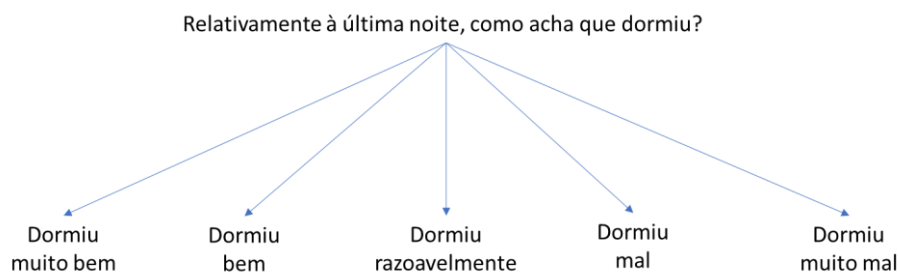 Relativamente à última noite, como acha que dormiu?
Dormiu
muito bem
Dormiu
bem
Dormiu
razoavelmente
Dormiu
mal
Dormiu
muito mal